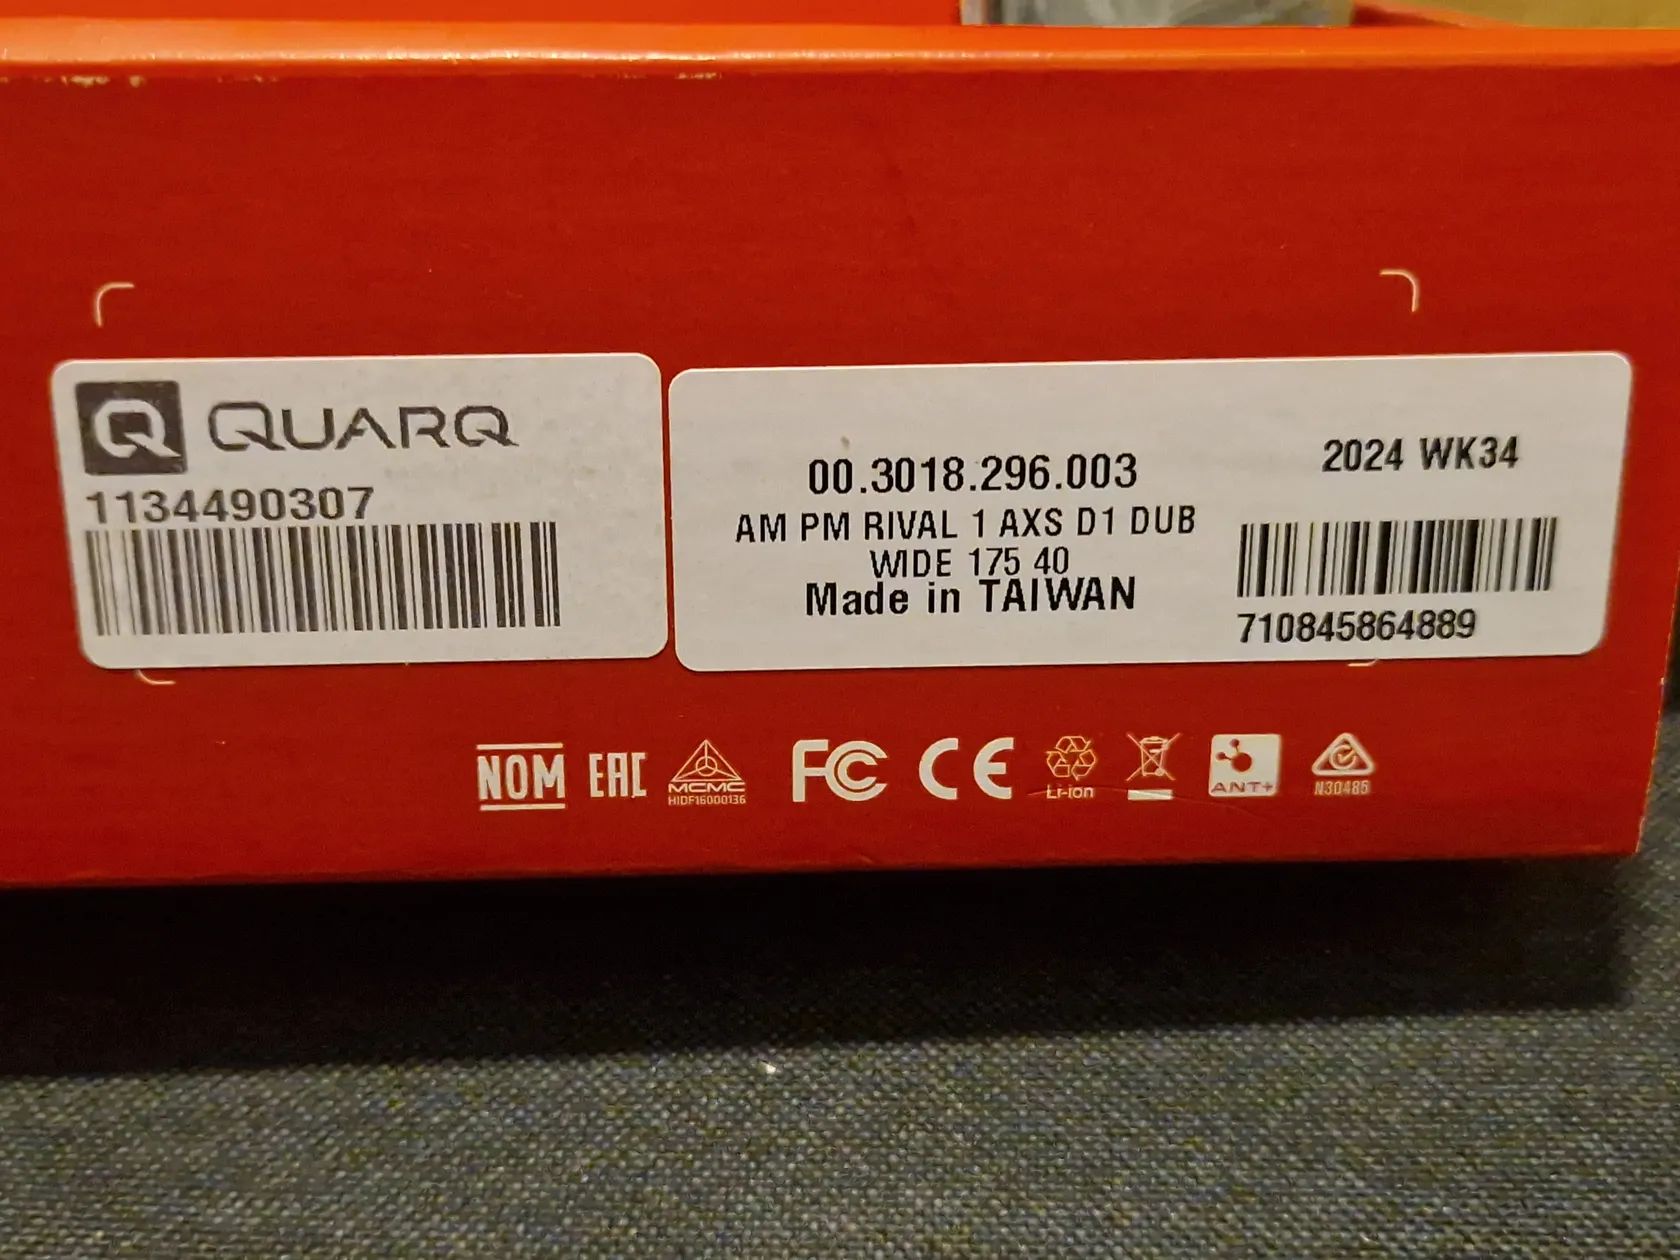 QUARQ
1134490307
00.3018.296.003
AM PM RIVAL 1 AXS D1 DUB
WIDE 175 40
Made in TAIWAN
2024 WK34
710845864889
NOM EAC MCMC FC CE Li-ion ANT+ N30485
HIDF16000136